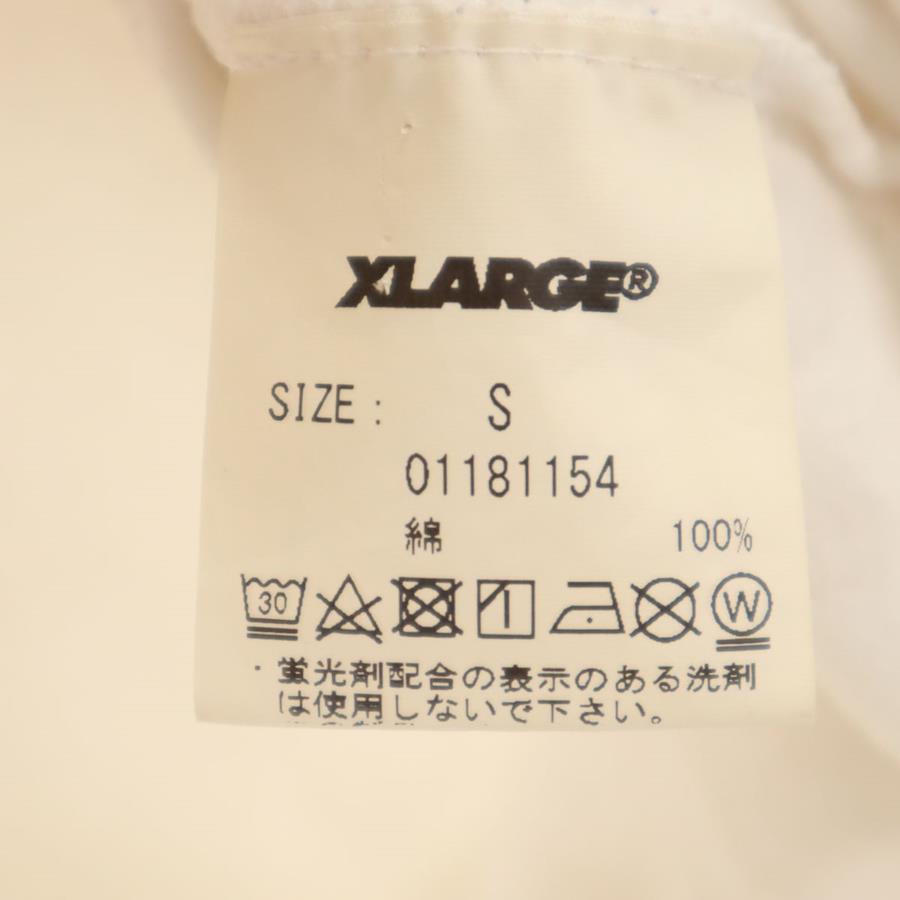 XLARGE®
SIZE: S
01181154
綿 100%
30 W
・蛍光剤配合の表示のある洗剤
は使用しないで下さい。